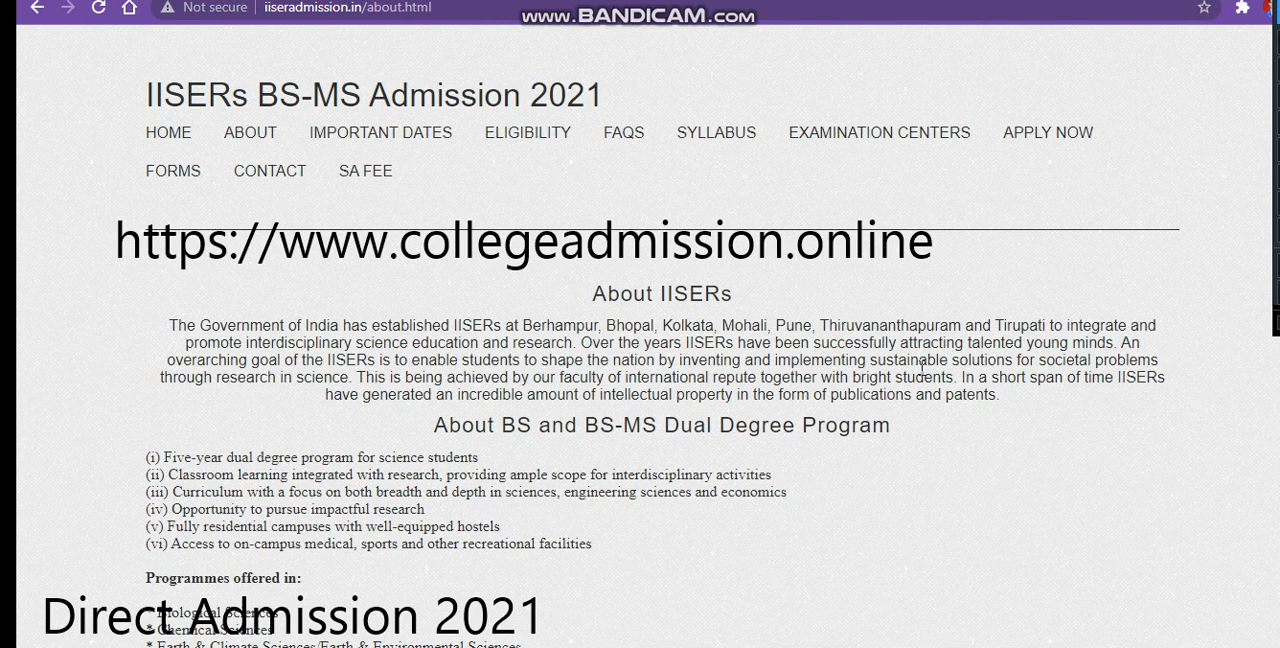 Not secure iiseradmission.in/about.html
www.BANDICAM.com
IISERs BS-MS Admission 2021
HOME ABOUT IMPORTANT DATES ELIGIBILITY FAQS SYLLABUS EXAMINATION CENTERS APPLY NOW
FORMS CONTACT SA FEE
https://www.collegeadmission.online
About IISERs
The Government of India has established IISERs at Berhampur, Bhopal, Kolkata, Mohali, Pune, Thiruvananthapuram and Tirupati to integrate and
promote interdisciplinary science education and research. Over the years IISERs have been successfully attracting talented young minds. An
overarching goal of the IISERs is to enable students to shape the nation by inventing and implementing sustainable solutions for societal problems
through research in science. This is being achieved by our faculty of international repute together with bright students. In a short span of time IISERs
have generated an incredible amount of intellectual property in the form of publications and patents.
About BS and BS-MS Dual Degree Program
(i) Five-year dual degree program for science students
(ii) Classroom learning integrated with research, providing ample scope for interdisciplinary activities
(iii) Curriculum with a focus on both breadth and depth in sciences, engineering sciences and economics
(iv) Opportunity to pursue impactful research
(v) Fully residential campuses with well-equipped hostels
(vi) Access to on-campus medical, sports and other recreational facilities
Programmes offered in:
* Biological Sciences
Direct Admission 2021
* Chemical Sciences
* Earth & Climate Sciences/Earth & Environmental Sciences